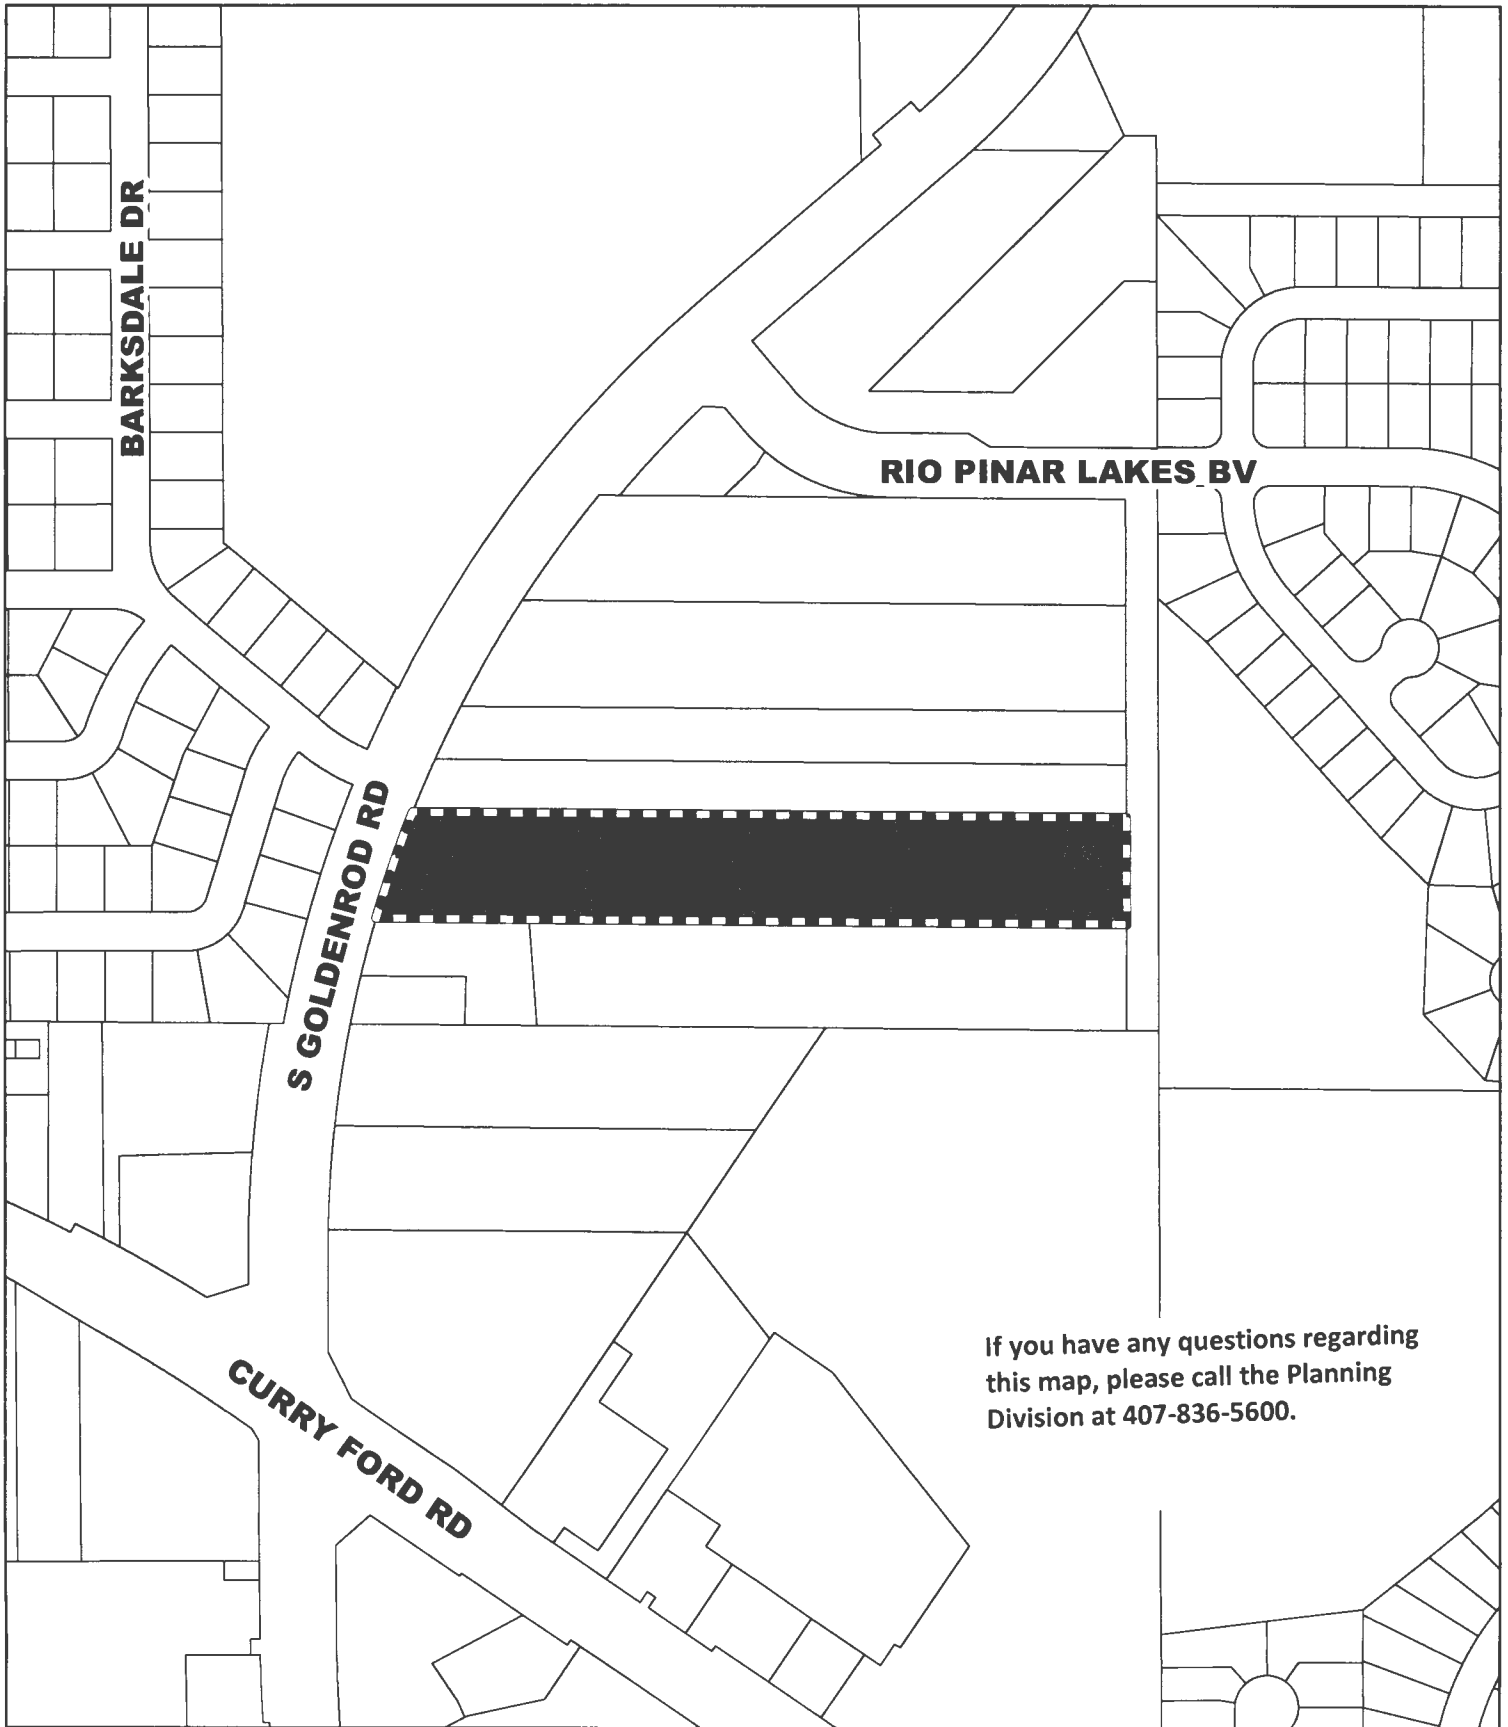 BARKSDALE DR
RIO PINAR LAKES BV
S GOLDENROD RD
CURRY FORD RD
If you have any questions regarding
this map, please call the Planning
Division at 407-836-5600.